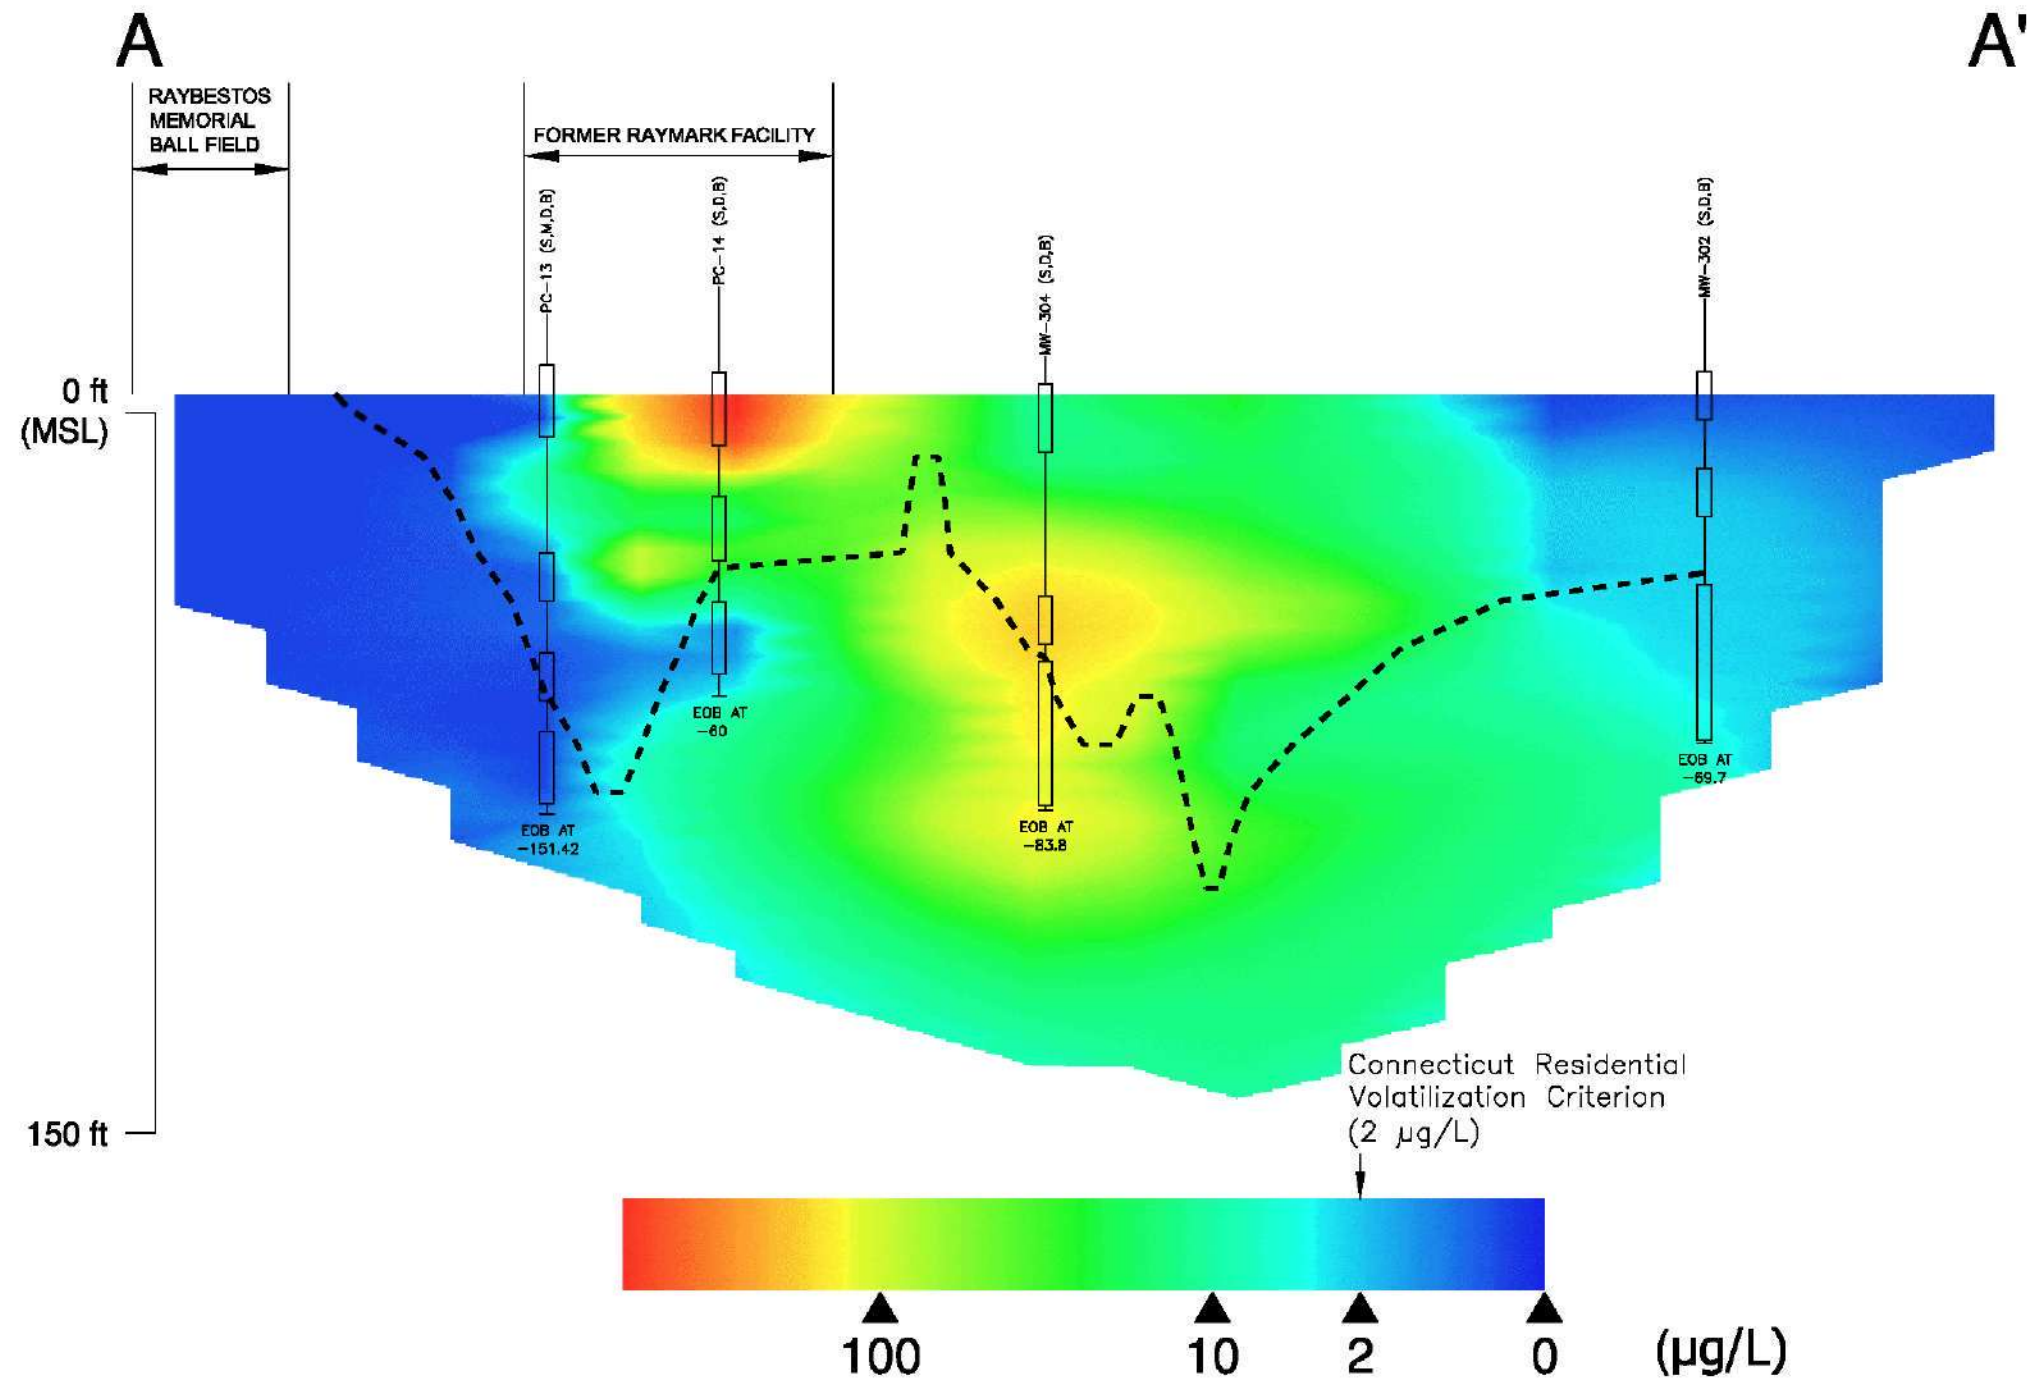 A
A'
RAYBESTOS
MEMORIAL
BALL FIELD
FORMER RAYMARK FACILITY
PC-13 (S,M,D,B)
PC-14 (S,D,B)
MW-304 (S,D,B)
MW-302 (S,D,B)
0 ft
(MSL)
EOB AT
-60
EOB AT
-69.7
EOB AT
-151.42
EOB AT
-83.8
150 ft
Connecticut Residential
Volatilization Criterion
(2 µg/L)
100 10 2 0 (µg/L)